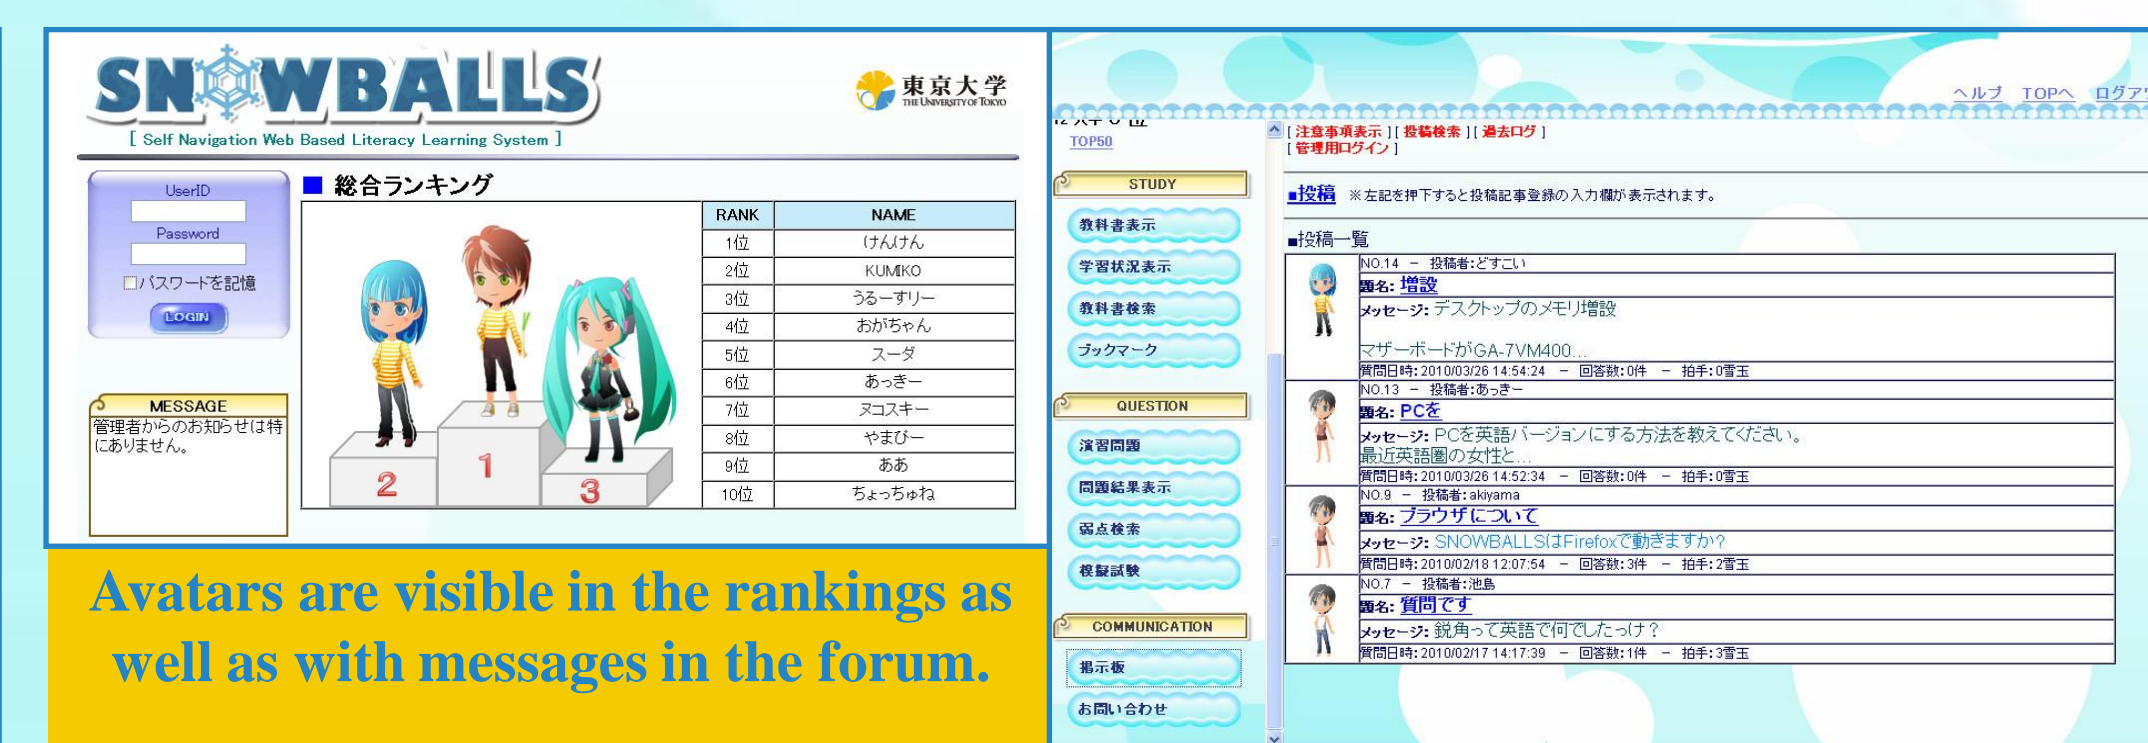 SNOWBALLS
[ Self Navigation Web Based Literacy Learning System ]
東京大学
THE UNIVERSITY OF TOKYO
UserID
Password
パスワードを記憶
LOGIN
MESSAGE
管理者からのお知らせは特
にありません。
■ 総合ランキング
2
1
3
RANK NAME
1位 けんけん
2位 KUMIKO
3位 うるーすりー
4位 おがちゃん
5位 スーダ
6位 あっきー
7位 ヌコスキー
8位 やまびー
9位 ああ
10位 ちょっちゅね
Avatars are visible in the rankings as
well as with messages in the forum.
ヘルプ TOPへ ログア
TOP50
STUDY
教科書表示
学習状況表示
教科書検索
ブックマーク
QUESTION
演習問題
問題結果表示
弱点検索
模擬試験
COMMUNICATION
掲示板
お問い合わせ
[ 注意事項表示 ][ 投稿検索 ][ 過去ログ ]
[ 管理用ログイン ]
■投稿 ※左記を押下すると投稿記事登録の入力欄が表示されます。
■投稿一覧
NO.14 － 投稿者:どすこい
題名: 増設
メッセージ: デスクトップのメモリ増設
マザーボードがGA-7VM400...
質問日時: 2010/03/26 14:54:24 － 回答数:0件 － 拍手:0雪玉
NO.13 － 投稿者:あっきー
題名: PCを
メッセージ: PCを英語バージョンにする方法を教えてください。
最近英語圏の女性と...
質問日時: 2010/03/26 14:52:34 － 回答数:0件 － 拍手:0雪玉
NO.9 － 投稿者: akiyama
題名: ブラウザについて
メッセージ: SNOWBALLSはFirefoxで動きますか?
質問日時: 2010/02/18 12:07:54 － 回答数:3件 － 拍手:2雪玉
NO.7 － 投稿者:池島
題名: 質問です
メッセージ: 鋭角って英語で何でしたっけ？
質問日時: 2010/02/17 14:17:39 － 回答数:1件 － 拍手:3雪玉